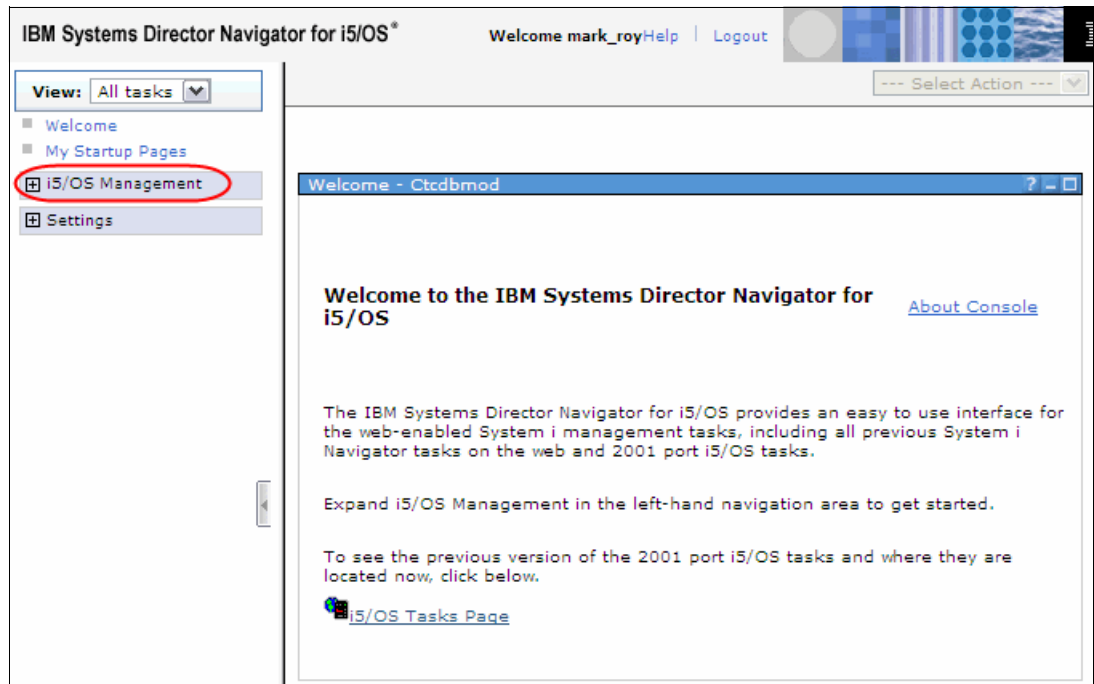 IBM Systems Director Navigator for i5/OS®
Welcome mark_roy Help | Logout
View: All tasks
--- Select Action ---
Welcome
My Startup Pages
i5/OS Management
Settings
Welcome - Ctcdbmod
Welcome to the IBM Systems Director Navigator for
i5/OS
About Console
The IBM Systems Director Navigator for i5/OS provides an easy to use interface for
the web-enabled System i management tasks, including all previous System i
Navigator tasks on the web and 2001 port i5/OS tasks.
Expand i5/OS Management in the left-hand navigation area to get started.
To see the previous version of the 2001 port i5/OS tasks and where they are
located now, click below.
i5/OS Tasks Page